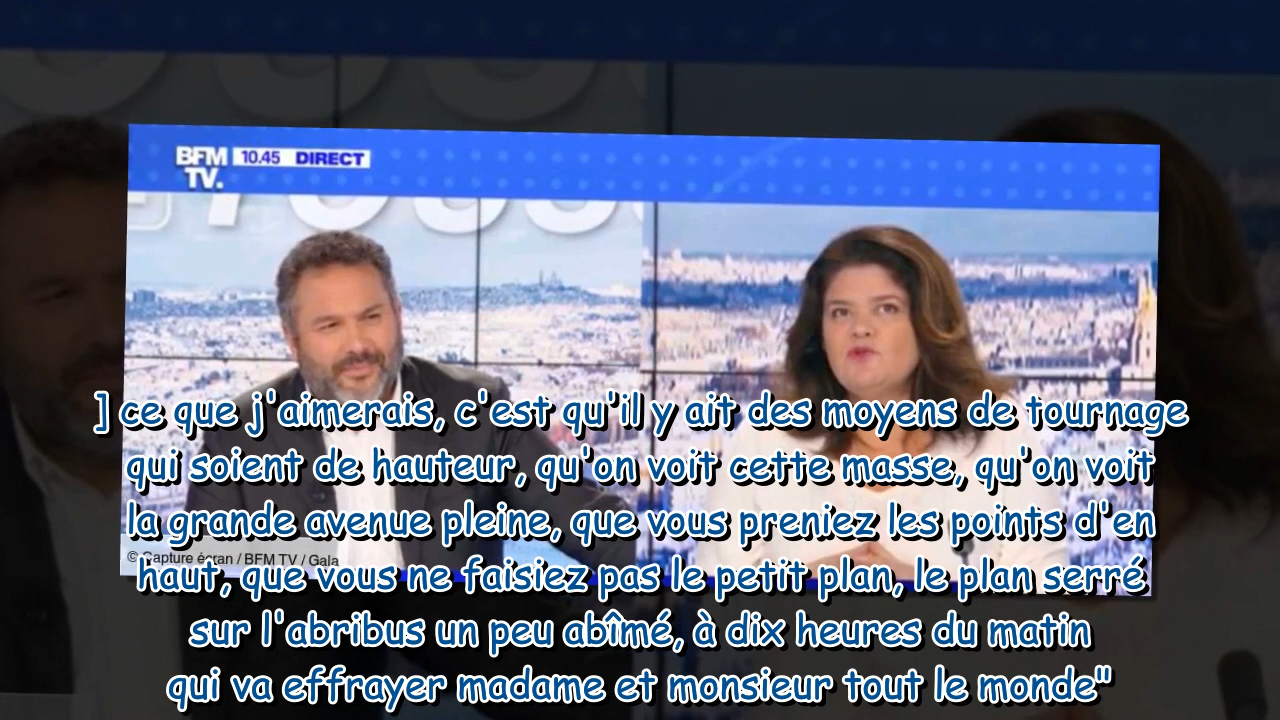 BFM 10.45 DIRECT
TV.
] ce que j'aimerais, c'est qu'il y ait des moyens de tournage
qui soient de hauteur, qu'on voit cette masse, qu'on voit
la grande avenue pleine, que vous preniez les points d'en
© Capture écran / BFM TV / Gala
haut, que vous ne faisiez pas le petit plan, le plan serré
sur l'abribus un peu abîmé, à dix heures du matin
qui va effrayer madame et monsieur tout le monde"